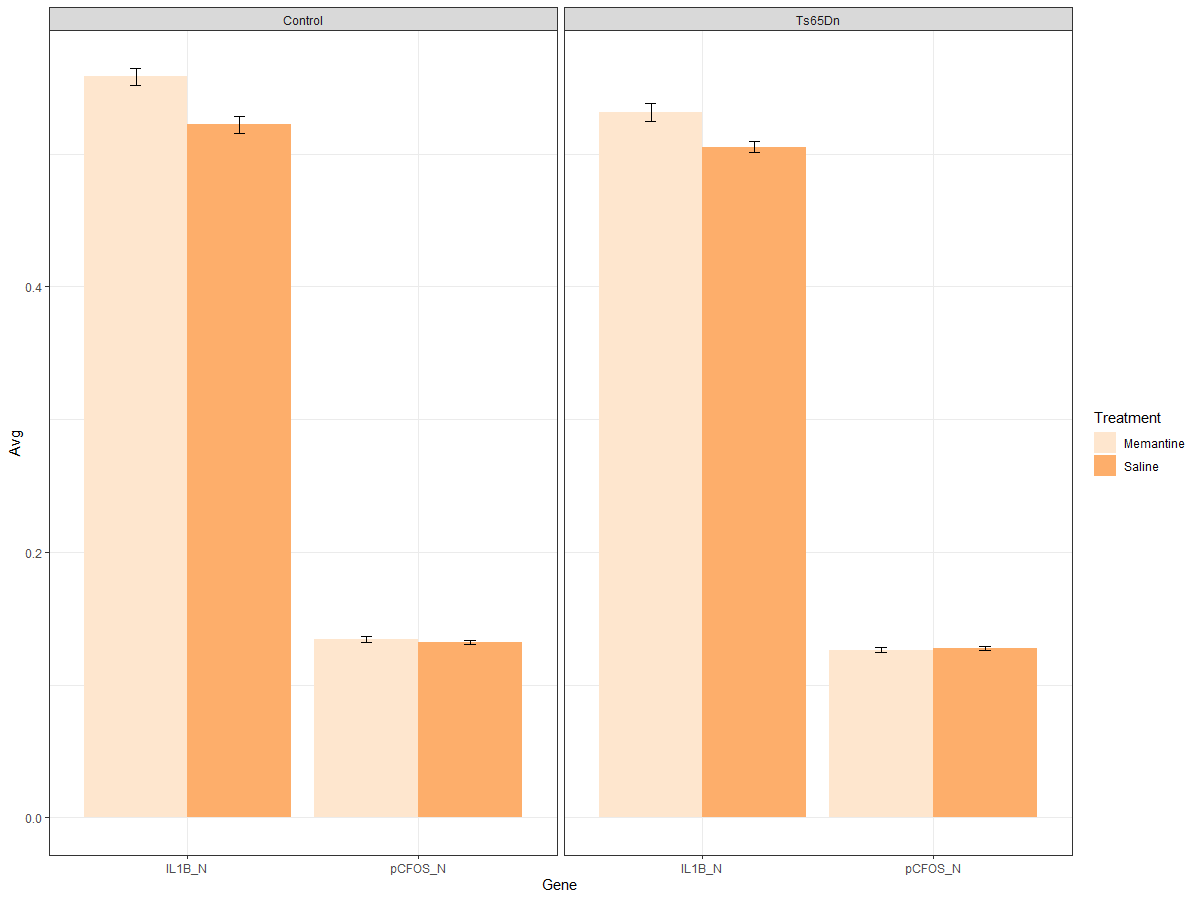 Control
Ts65Dn
Avg
0.4
0.2
0.0
IL1B_N
pCFOS_N
IL1B_N
pCFOS_N
Gene
Treatment
Memantine
Saline